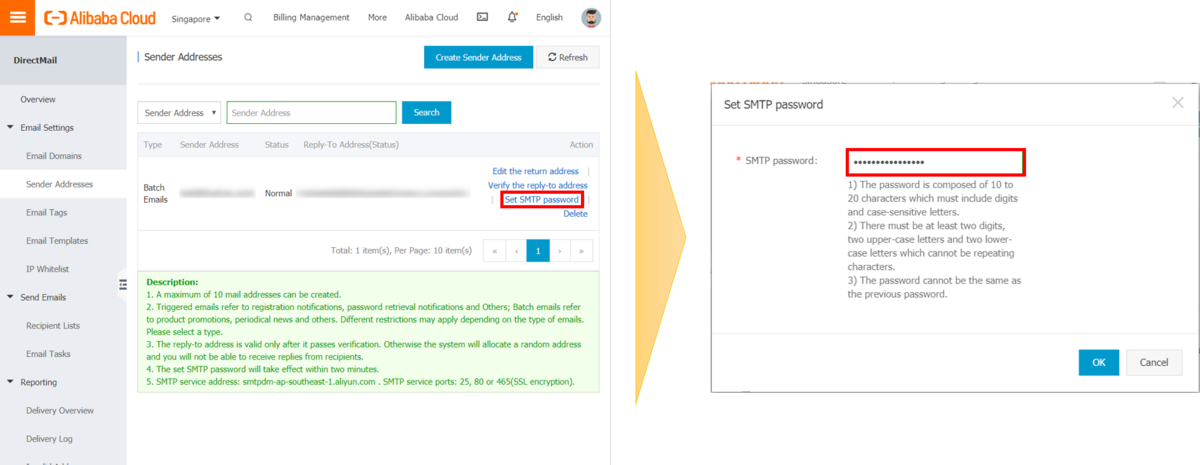 Alibaba Cloud
Singapore
Billing Management
More
Alibaba Cloud
English
DirectMail
Overview
Email Settings
Email Domains
Sender Addresses
Email Tags
Email Templates
IP Whitelist
Send Emails
Recipient Lists
Email Tasks
Reporting
Delivery Overview
Delivery Log
Sender Addresses
Create Sender Address
Refresh
Sender Address
Sender Address
Search
Type Sender Address Status Reply-To Address(Status) Action
Batch
Emails
Normal
Edit the return address |
Verify the reply-to address
| Set SMTP password |
Delete
Total: 1 item(s), Per Page: 10 item(s)
« ‹ 1 › »
Description:
1. A maximum of 10 mail addresses can be created.
2. Triggered emails refer to registration notifications, password retrieval notifications and Others; Batch emails refer
to product promotions, periodical news and others. Different restrictions may apply depending on the type of emails.
Please select a type.
3. The reply-to address is valid only after it passes verification. Otherwise the system will allocate a random address
and you will not be able to receive replies from recipients.
4. The set SMTP password will take effect within two minutes.
5. SMTP service address: smtpdm-ap-southeast-1.aliyun.com . SMTP service ports: 25, 80 or 465(SSL encryption).
Set SMTP password
* SMTP password:
••••••••••••••••
1) The password is composed of 10 to
20 characters which must include digits
and case-sensitive letters.
2) There must be at least two digits,
two upper-case letters and two lower-
case letters which cannot be repeating
characters.
3) The password cannot be the same as
the previous password.
OK
Cancel